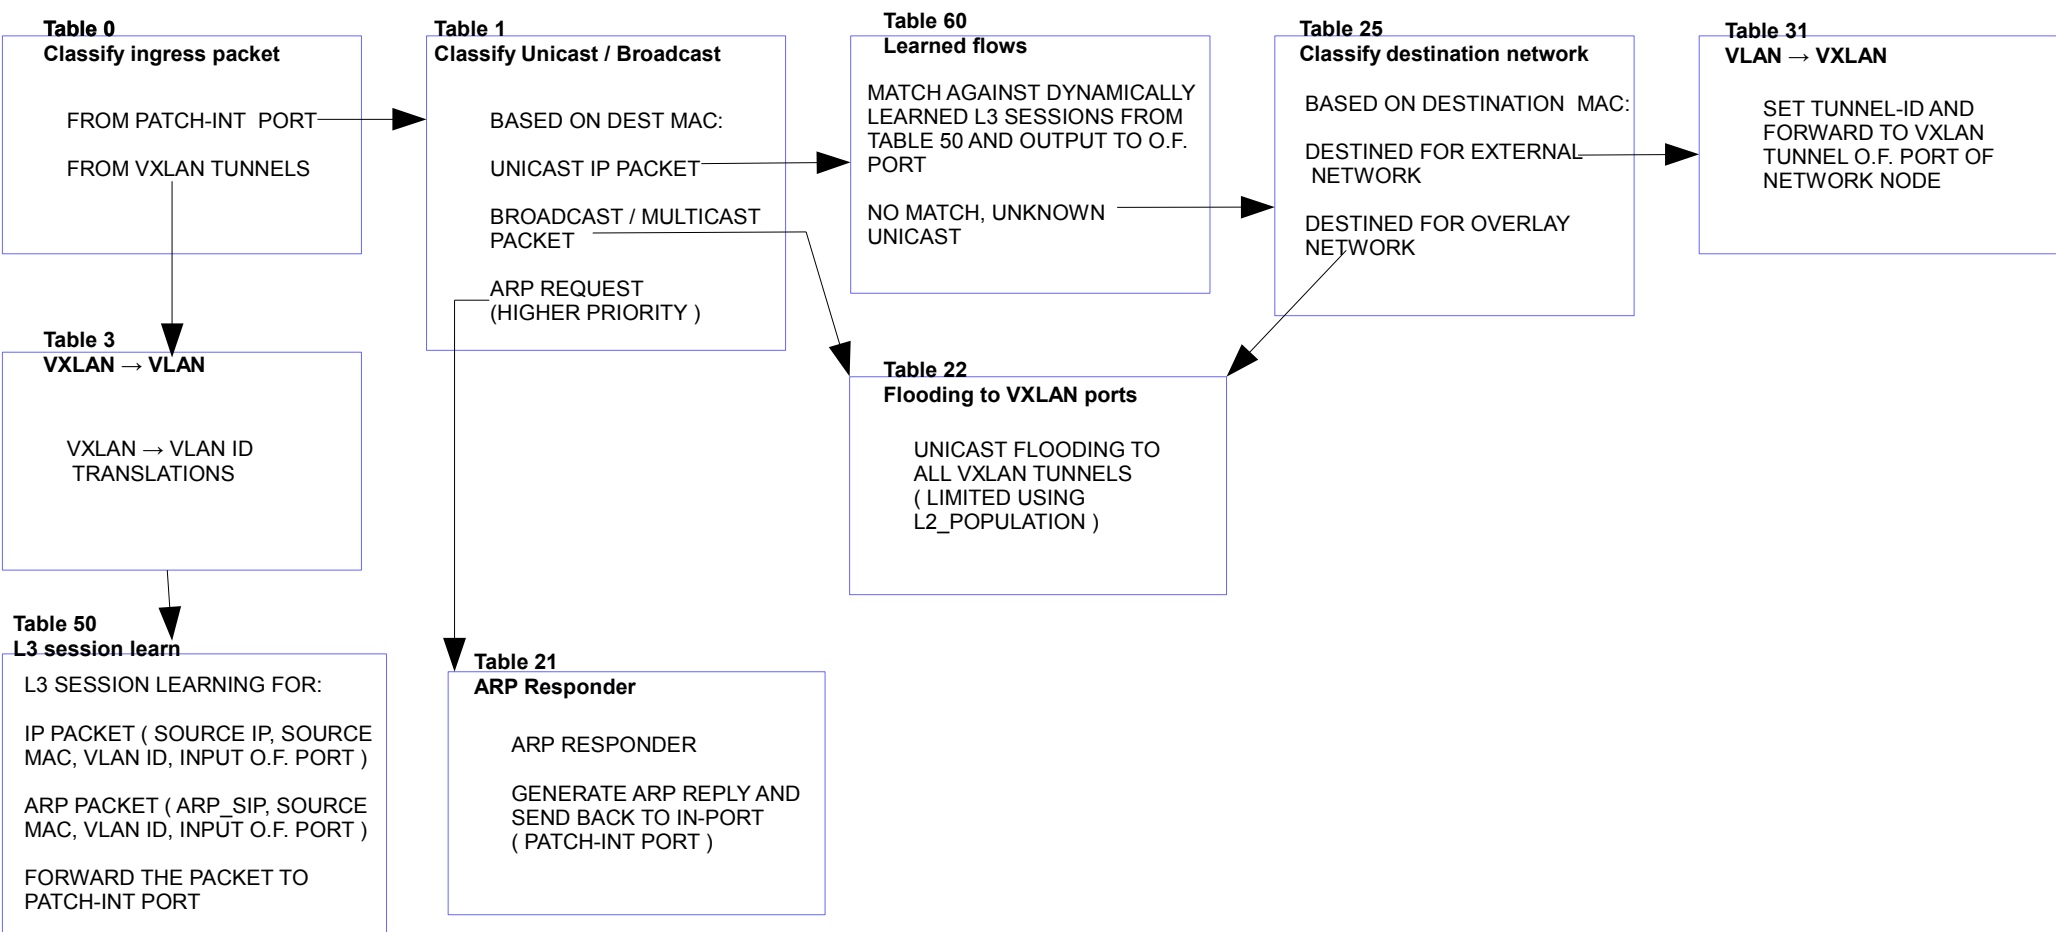 Table 0
Classify ingress packet
FROM PATCH-INT PORT
FROM VXLAN TUNNELS
Table 1
Classify Unicast / Broadcast
BASED ON DEST MAC:
UNICAST IP PACKET
BROADCAST / MULTICAST
PACKET
ARP REQUEST
(HIGHER PRIORITY )
Table 60
Learned flows
MATCH AGAINST DYNAMICALLY
LEARNED L3 SESSIONS FROM
TABLE 50 AND OUTPUT TO O.F.
PORT
NO MATCH, UNKNOWN
UNICAST
Table 25
Classify destination network
BASED ON DESTINATION MAC:
DESTINED FOR EXTERNAL
NETWORK
DESTINED FOR OVERLAY
NETWORK
Table 31
VLAN → VXLAN
SET TUNNEL-ID AND
FORWARD TO VXLAN
TUNNEL O.F. PORT OF
NETWORK NODE
Table 3
VXLAN → VLAN
VXLAN → VLAN ID
TRANSLATIONS
Table 22
Flooding to VXLAN ports
UNICAST FLOODING TO
ALL VXLAN TUNNELS
( LIMITED USING
L2_POPULATION )
Table 50
L3 session learn
L3 SESSION LEARNING FOR:
IP PACKET ( SOURCE IP, SOURCE
MAC, VLAN ID, INPUT O.F. PORT )
ARP PACKET ( ARP_SIP, SOURCE
MAC, VLAN ID, INPUT O.F. PORT )
FORWARD THE PACKET TO
PATCH-INT PORT
Table 21
ARP Responder
ARP RESPONDER
GENERATE ARP REPLY AND
SEND BACK TO IN-PORT
( PATCH-INT PORT )